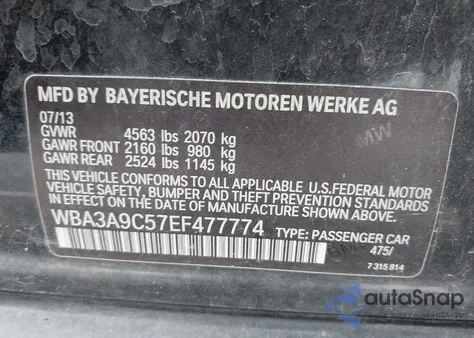 MFD BY BAYERISCHE MOTOREN WERKE AG
07/13
GVWR 4563 lbs 2070 kg
GAWR FRONT 2160 lbs 980 kg
GAWR REAR 2524 lbs 1145 kg
THIS VEHICLE CONFORMS TO ALL APPLICABLE U.S.FEDERAL MOTOR
VEHICLE SAFETY, BUMPER AND THEFT PREVENTION STANDARDS
IN EFFECT ON THE DATE OF MANUFACTURE SHOWN ABOVE.
WBA3A9C57EF477774 TYPE: PASSENGER CAR
475/
7 315 814
autoSnap